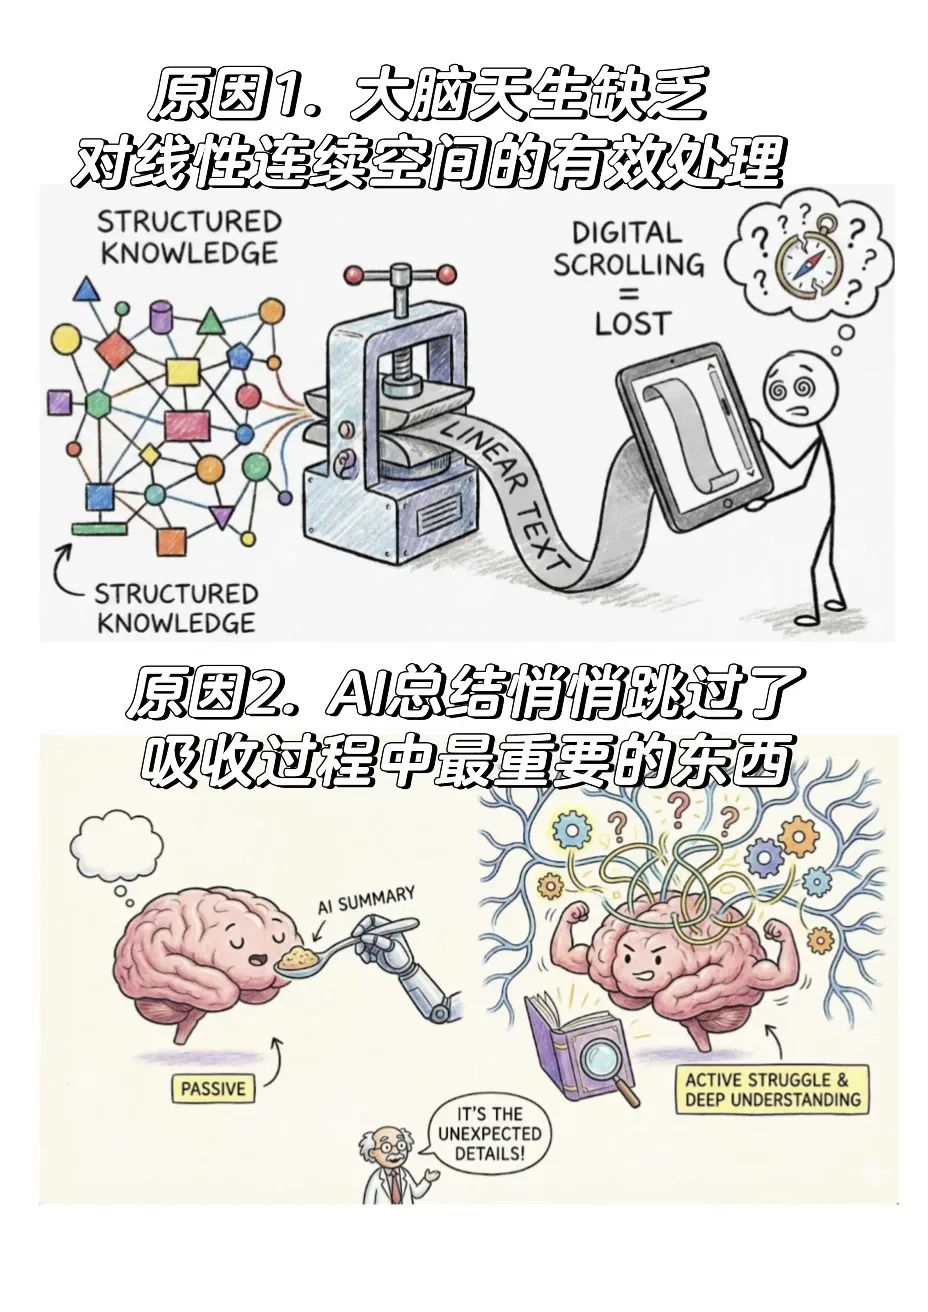 原因1. 大脑天生缺乏
对线性连续空间的有效处理
STRUCTURED
KNOWLEDGE
DIGITAL
SCROLLING
=
LOST
? ? ? ? ? ? ?
LINEAR TEXT
STRUCTURED
KNOWLEDGE
原因2. AI总结悄悄跳过了
吸收过程中最重要的东西
? ? ?
AI SUMMARY
PASSIVE
ACTIVE STRUGGLE &
DEEP UNDERSTANDING
IT'S THE
UNEXPECTED
DETAILS!